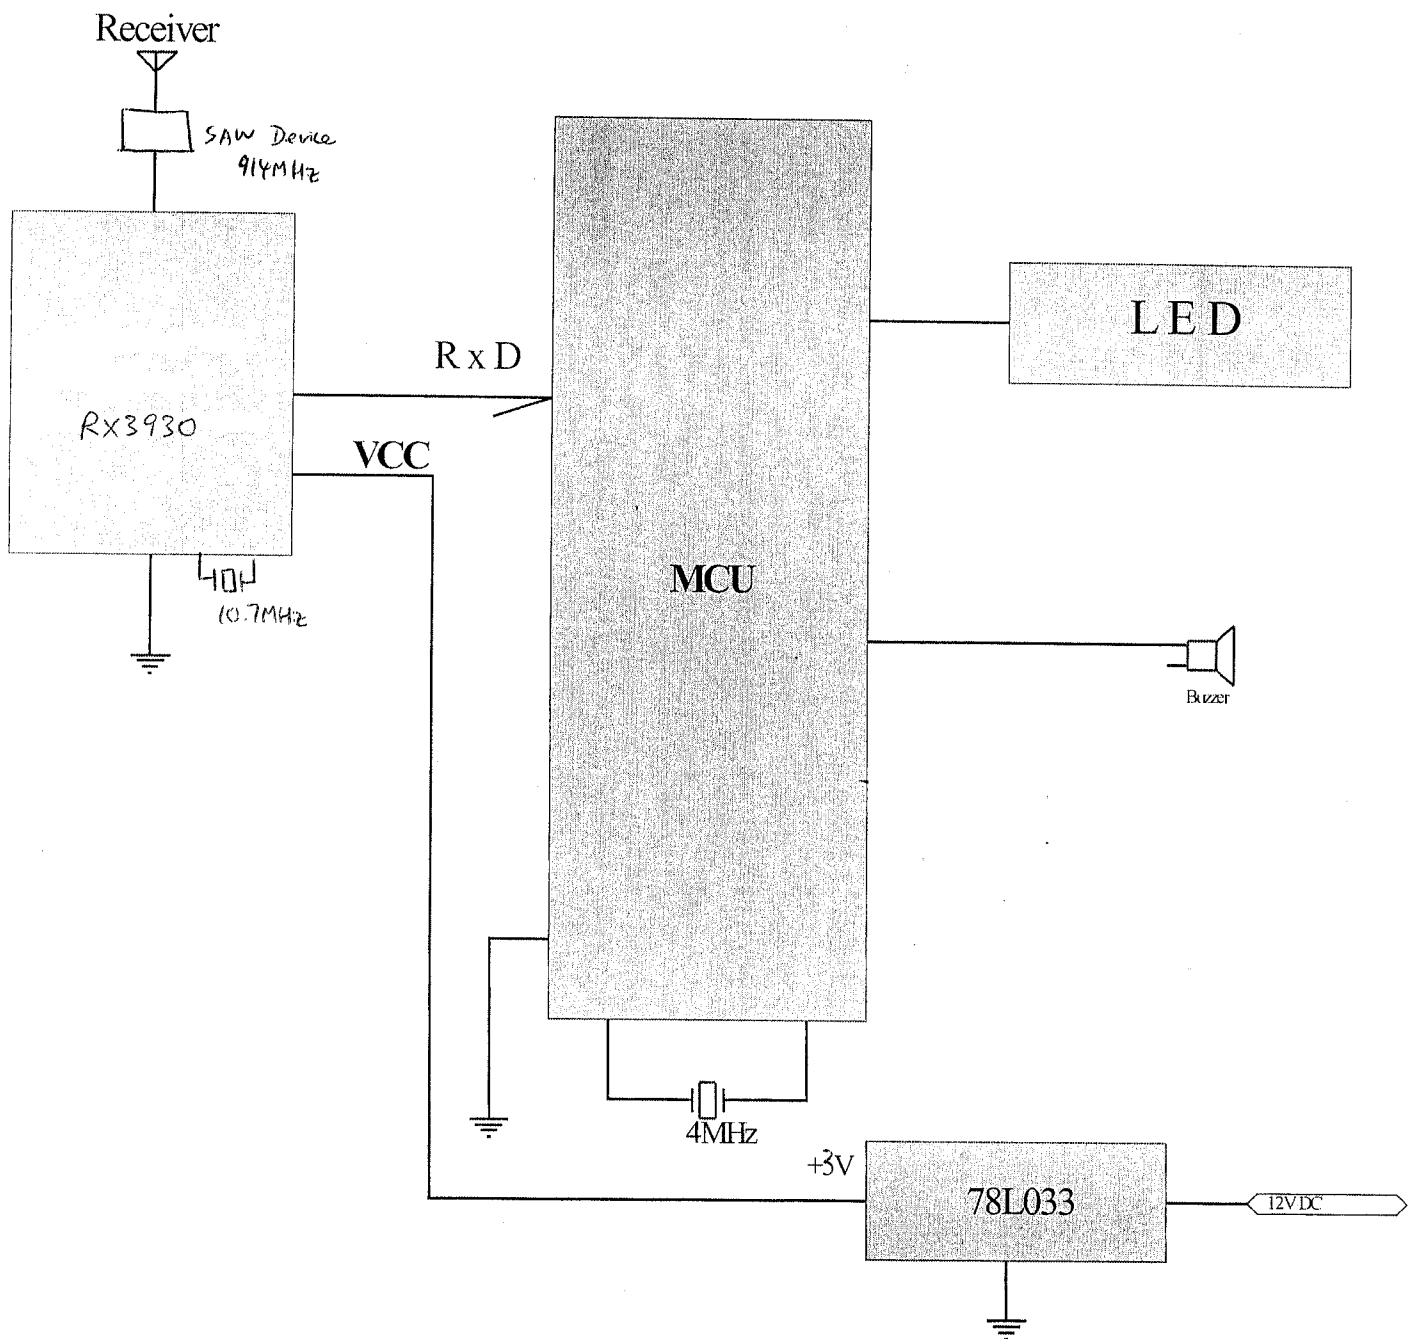 Receiver
SAW Device
914MHz
LED
RxD
Rx3930
VCC
MCU
10.7MHz
Buzzer
4MHz
+3V
78L033
12VDC